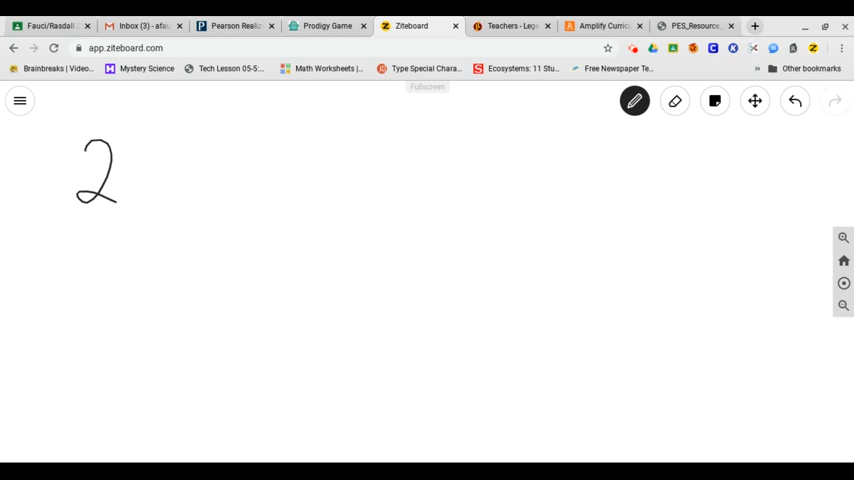 Fauci/Rasdall 2
Inbox (3) - afau
Pearson Realiz
Prodigy Game
Ziteboard
Teachers - Lege
Amplify Curricu
PES_Resource_
app.ziteboard.com
Brainbreaks | Video...
Mystery Science
Tech Lesson 05-5:...
Math Worksheets|...
Type Special Chara...
Ecosystems: 11 Stu...
Free Newspaper Te...
Other bookmarks
Fullscreen
2